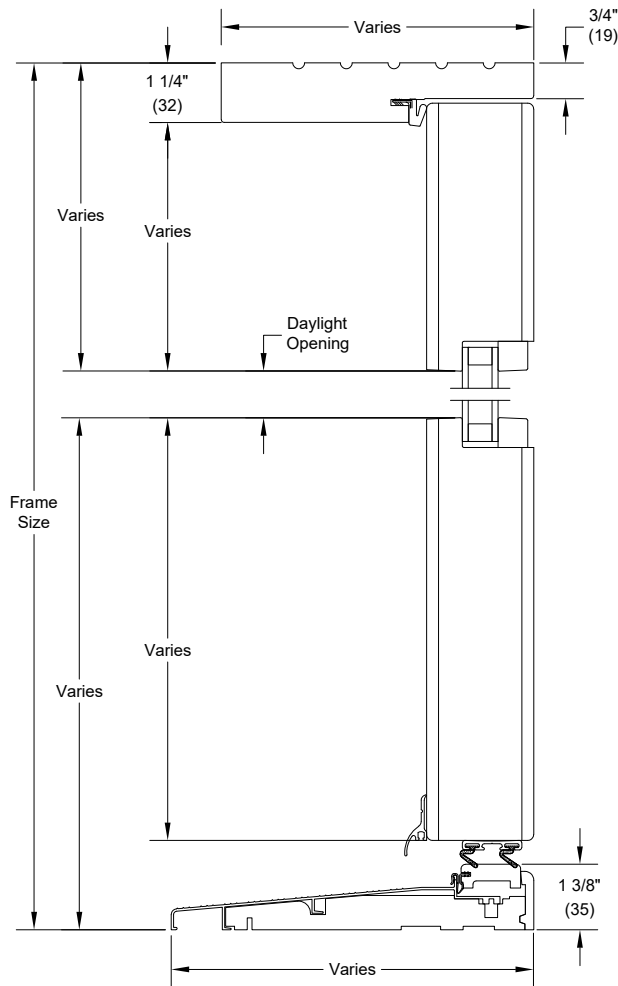 Varies
3/4"
(19)
1 1/4"
(32)
Varies
Varies
Daylight
Opening
Frame
Size
Varies
Varies
1 3/8"
(35)
Varies